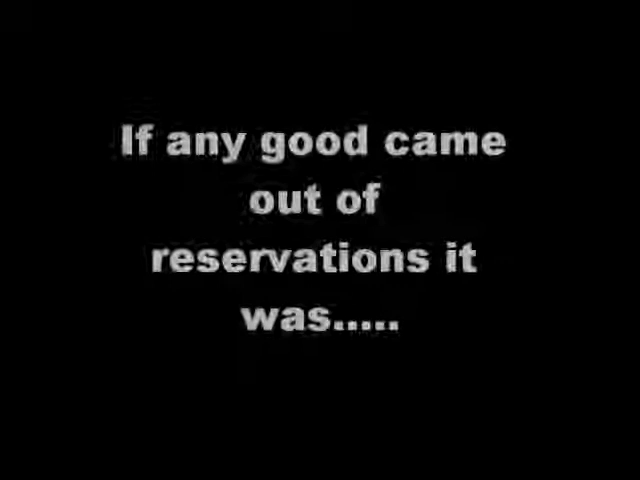 If any good came
out of
reservations it
was.....